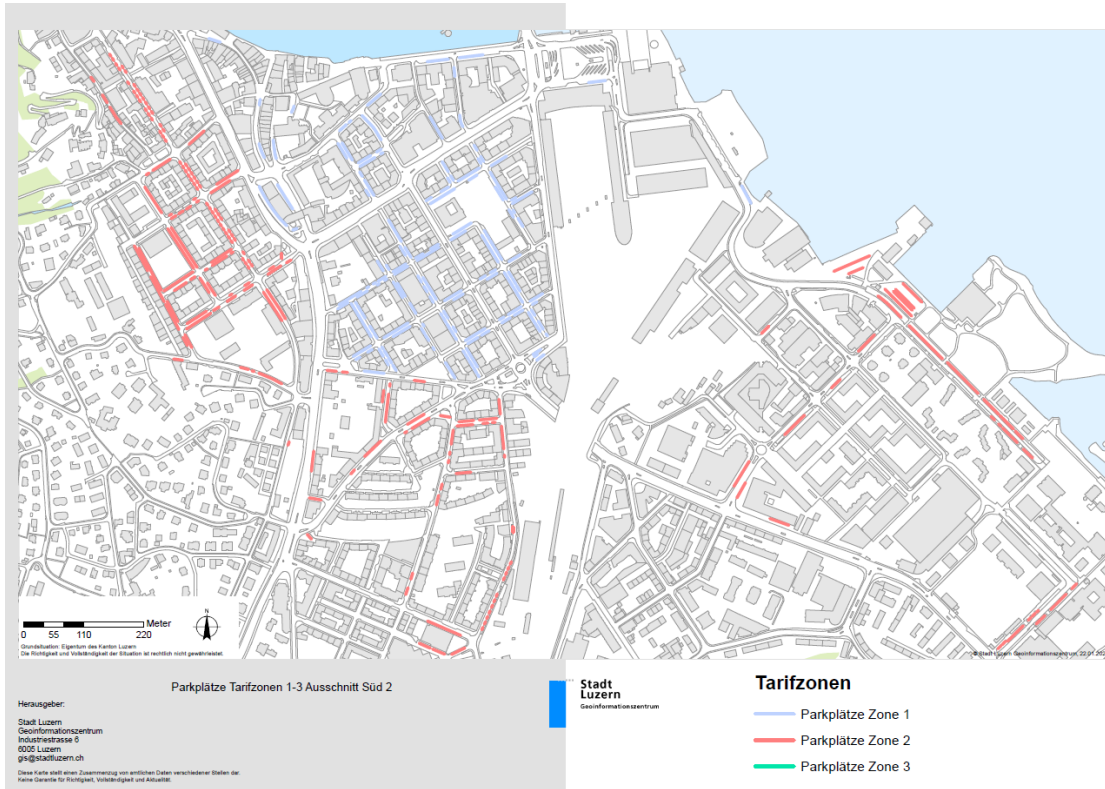 N
Meter
0 55 110 220
Grundsituation: Eigentum des Kanton Luzern
Die Richtigkeit und Vollständigkeit der Situation ist rechtlich nicht gewährleistet.
© Stadt Luzern Geoinformationszentrum, 22.01.202
Parkplätze Tarifzonen 1-3 Ausschnitt Süd 2
Herausgeber:
Stadt Luzern
Geoinformationszentrum
Industriestrasse 6
6005 Luzern
gis@stadtluzern.ch
Diese Karte stellt einen Zusammenzug von amtlichen Daten verschiedener Stellen dar.
Keine Garantie für Richtigkeit, Vollständigkeit und Aktualität.
Stadt
Luzern
Geoinformationszentrum
Tarifzonen
Parkplätze Zone 1
Parkplätze Zone 2
Parkplätze Zone 3